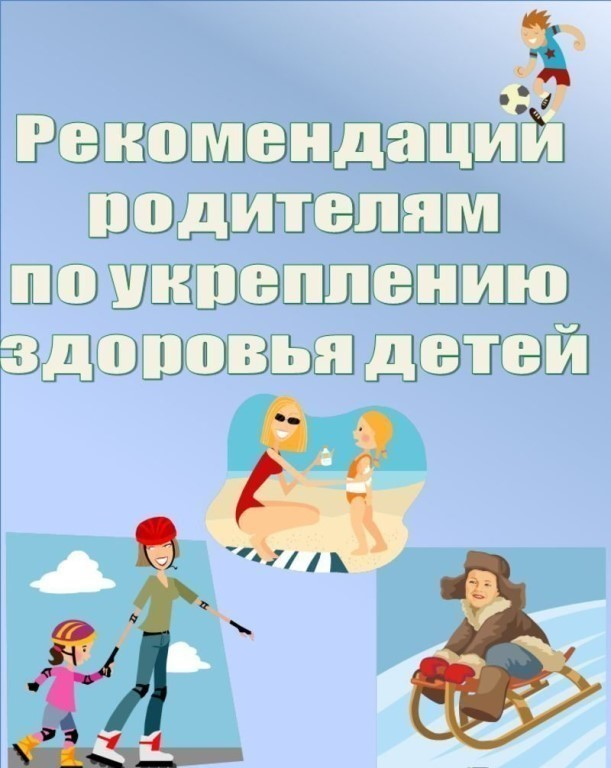 Рекомендации
родителям
по укреплению
здоровья детей